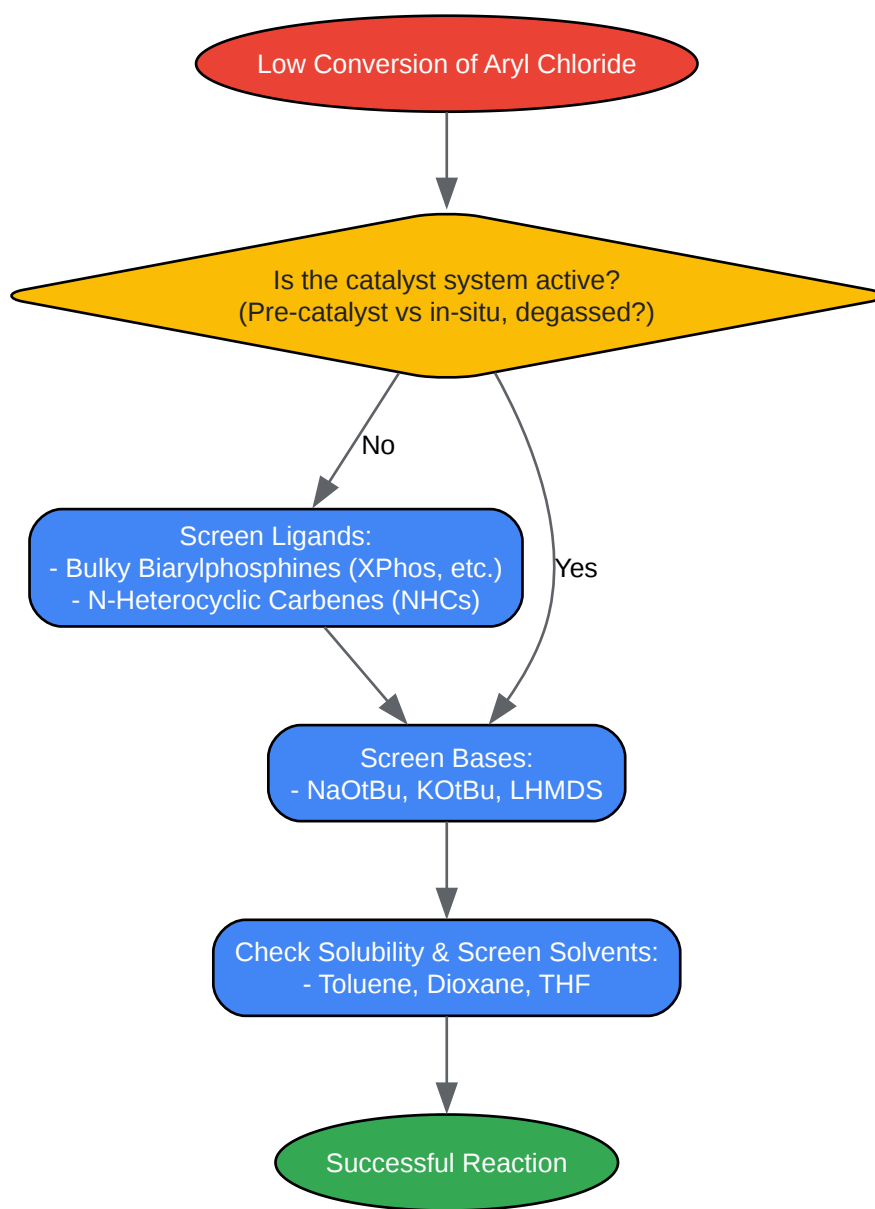 Low Conversion of Aryl Chloride
Is the catalyst system active?
(Pre-catalyst vs in-situ, degassed?)
No
Screen Ligands:
- Bulky Biarylphosphines (XPhos, etc.)
- N-Heterocyclic Carbenes (NHCs)
Yes
Screen Bases:
- NaOtBu, KOtBu, LHMDS
Check Solubility & Screen Solvents:
- Toluene, Dioxane, THF
Successful Reaction